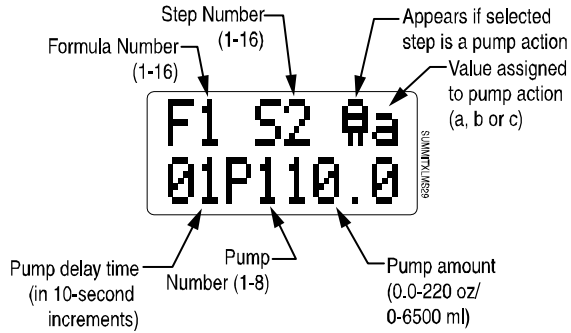 Step Number
(1-16)
Formula Number
(1-16)
Appears if selected
step is a pump action
Value assigned
to pump action
(a, b or c)
F1 S2 a
01P110.0
SUMMITXLMS29
Pump delay time
(in 10-second
increments)
Pump
Number (1-8)
Pump amount
(0.0-220 oz/
0-6500 ml)